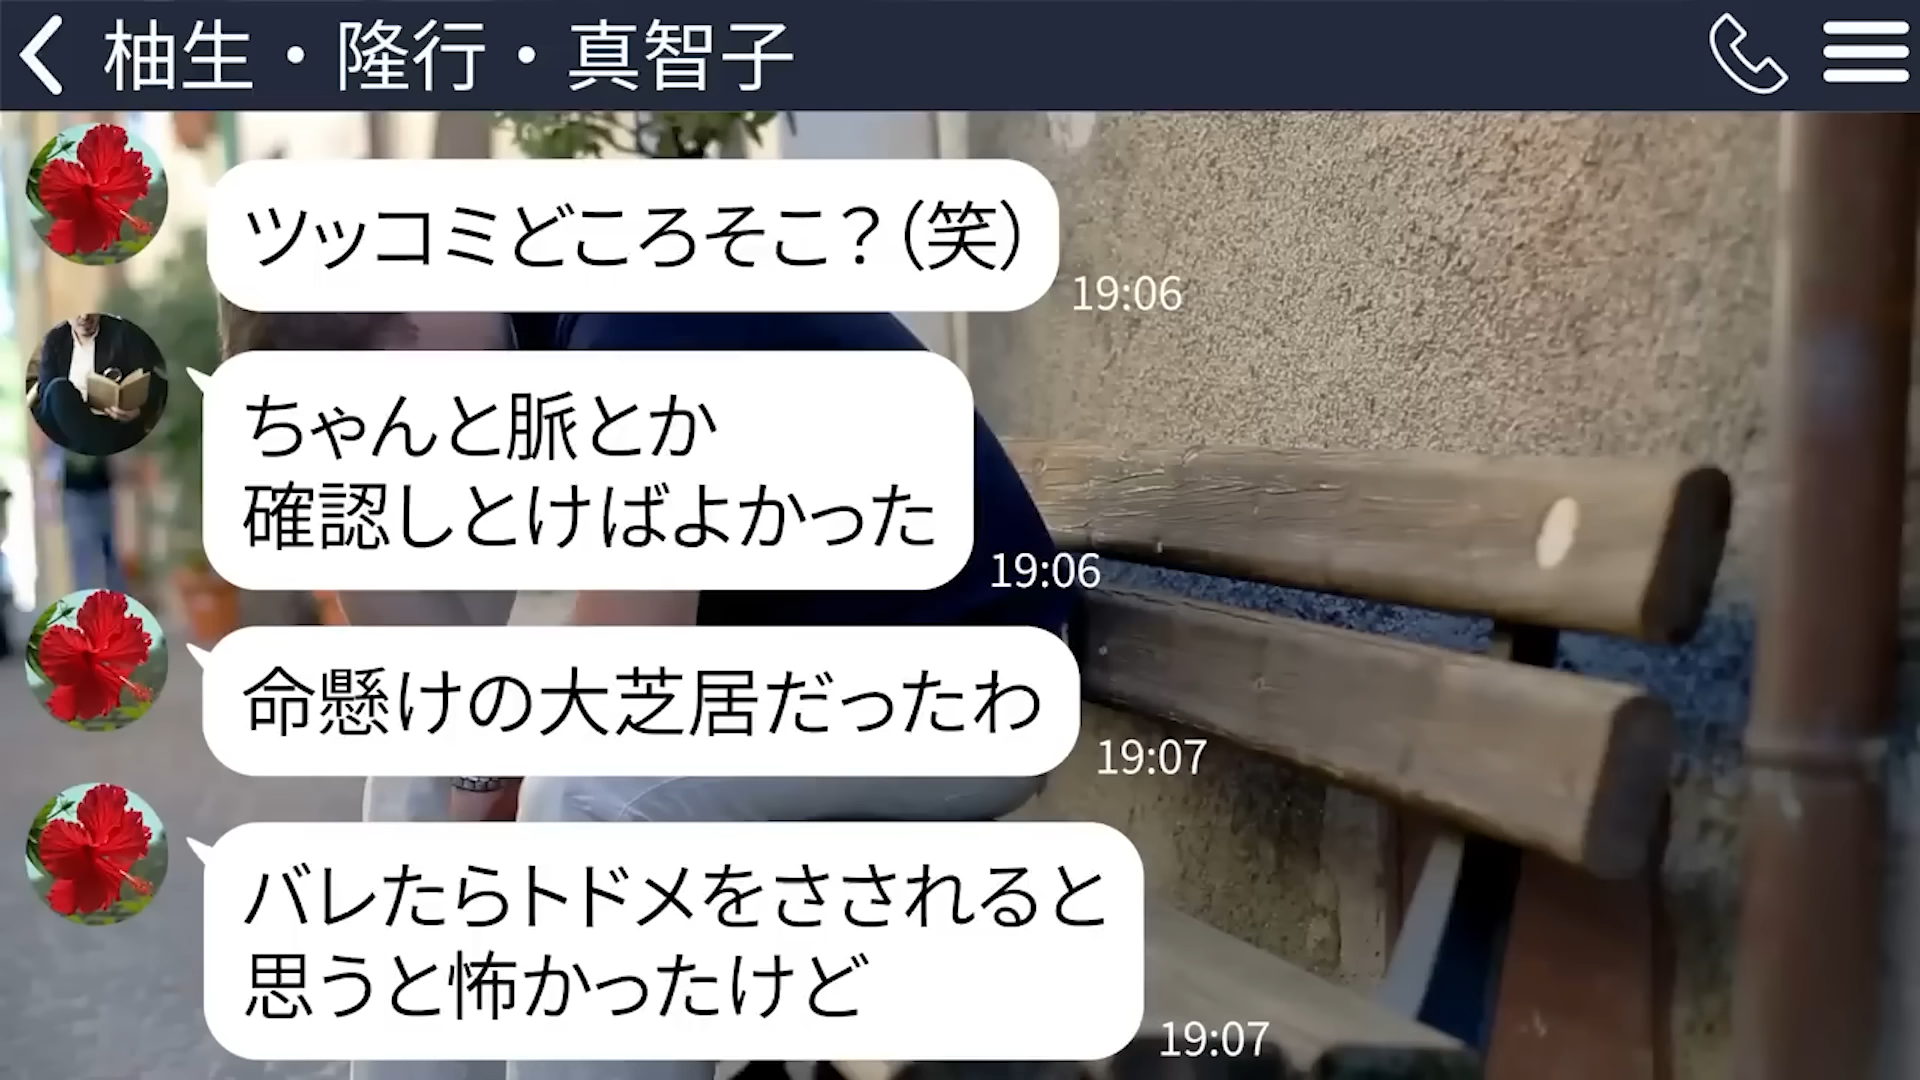 柚生・隆行・真智子
ツッコミどころそこ？（笑）
19:06
ちゃんと脈とか
確認しとけばよかった
19:06
命懸けの大芝居だったわ
19:07
バレたらトドメをさされると
思うと怖かったけど
19:07